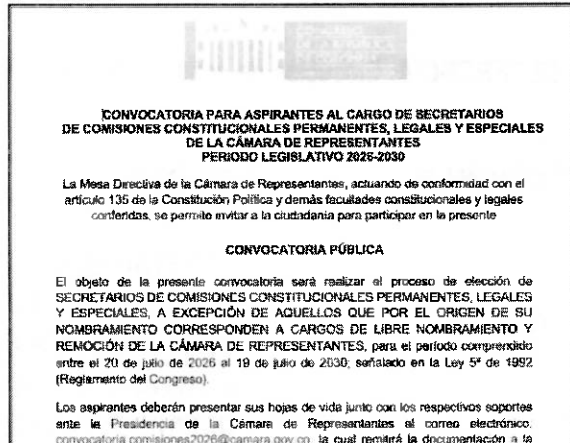 CONVOCATORIA PARA ASPIRANTES AL CARGO DE SECRETARIOS
DE COMISIONES CONSTITUCIONALES PERMANENTES, LEGALES Y ESPECIALES
DE LA CÁMARA DE REPRESENTANTES
PERIODO LEGISLATIVO 2026-2030
La Mesa Directiva de la Cámara de Representantes, actuando de conformidad con el
artículo 135 de la Constitución Política y demás facultades constitucionales y legales
conferidas, se permite invitar a la ciudadanía para participar en la presente
CONVOCATORIA PÚBLICA
El objeto de la presente convocatoria será realizar el proceso de elección de
SECRETARIOS DE COMISIONES CONSTITUCIONALES PERMANENTES, LEGALES
Y ESPECIALES, A EXCEPCIÓN DE AQUELLOS QUE POR EL ORIGEN DE SU
NOMBRAMIENTO CORRESPONDEN A CARGOS DE LIBRE NOMBRAMIENTO Y
REMOCIÓN DE LA CÁMARA DE REPRESENTANTES, para el período comprendido
entre el 20 de julio de 2026 al 19 de julio de 2030, señalado en la Ley 5ª de 1992
(Reglamento del Congreso).
Los aspirantes deberán presentar sus hojas de vida junto con los respectivos soportes
ante la Presidencia de la Cámara de Representantes al correo electrónico.
convocatoria.comisiones2026@camara.gov.co la cual remitirá la documentación a la